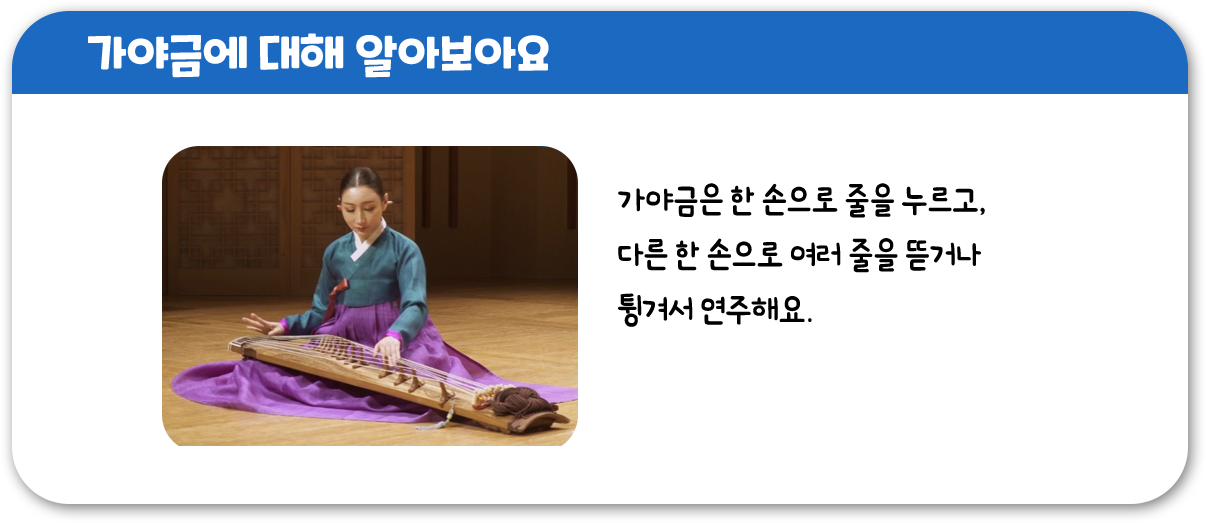 가야금에 대해 알아보아요
가야금은 한 손으로 줄을 누르고,
다른 한 손으로 여러 줄을 뜯거나
튕겨서 연주해요.